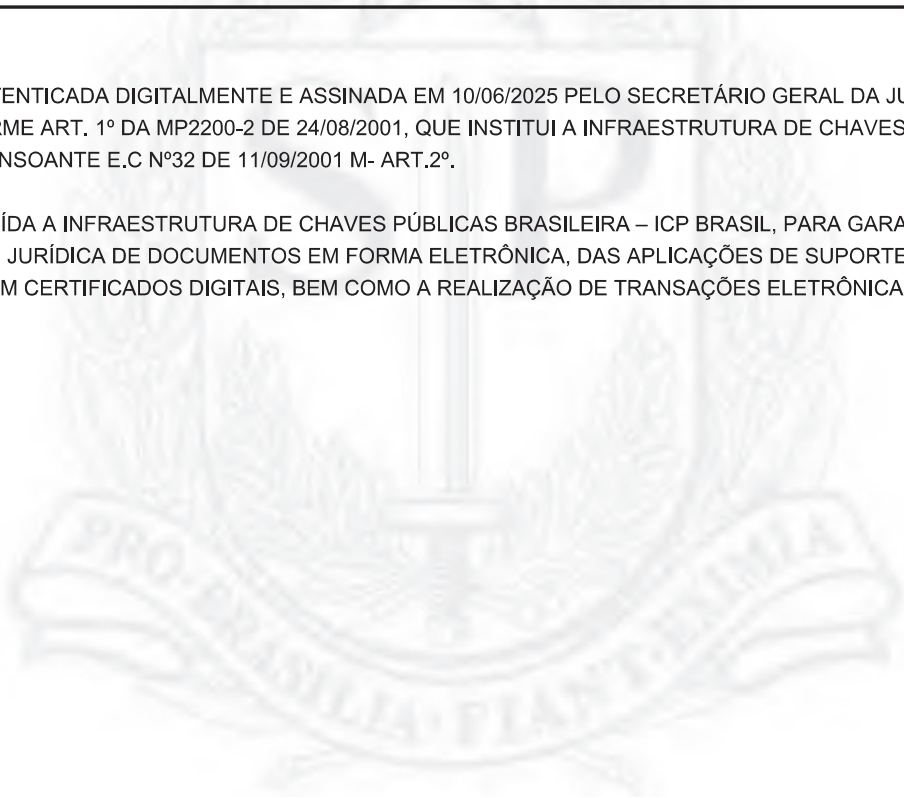 TENTICADA DIGITALMENTE E ASSINADA EM 10/06/2025 PELO SECRETÁRIO GERAL DA JU
RME ART. 1º DA MP2200-2 DE 24/08/2001, QUE INSTITUI A INFRAESTRUTURA DE CHAVES
NSOANTE E.C Nº32 DE 11/09/2001 M- ART.2º.
ÍDA A INFRAESTRUTURA DE CHAVES PÚBLICAS BRASILEIRA – ICP BRASIL, PARA GARA
JURÍDICA DE DOCUMENTOS EM FORMA ELETRÔNICA, DAS APLICAÇÕES DE SUPORTE
M CERTIFICADOS DIGITAIS, BEM COMO A REALIZAÇÃO DE TRANSAÇÕES ELETRÔNICA
SP
PRO·BRASILIA·FIANT·EXIMIA